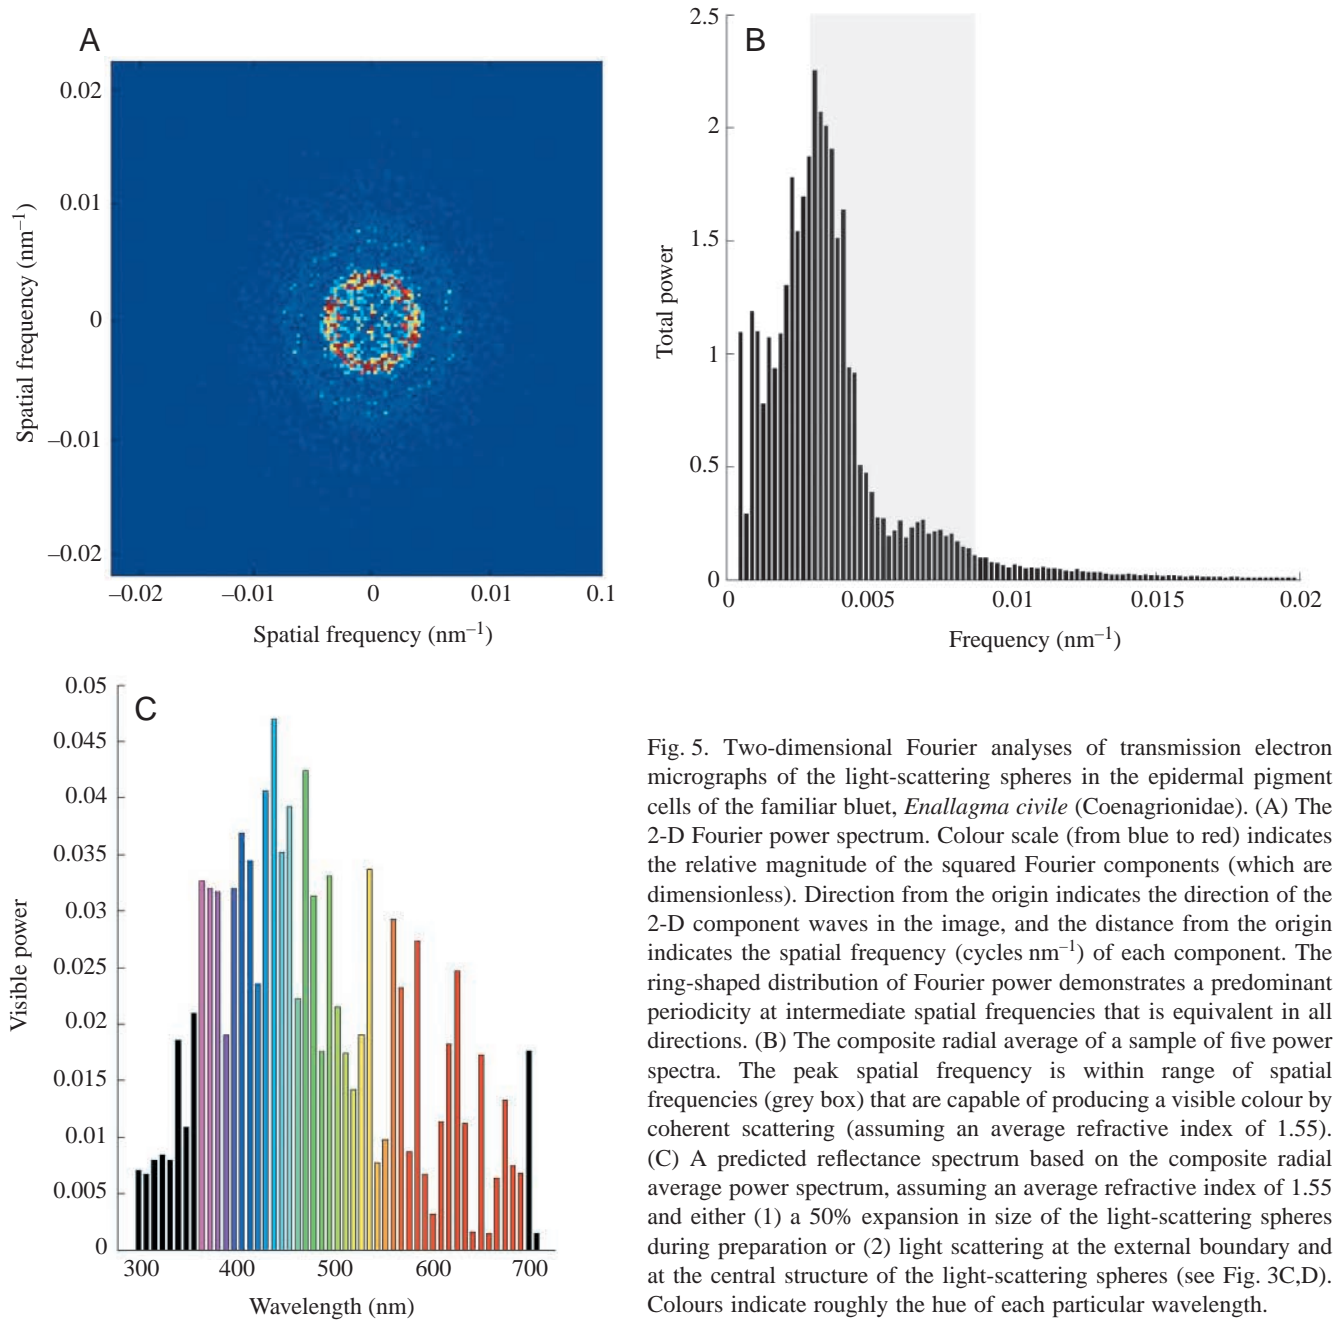 A
0.02
0.01
0
–0.01
–0.02
Spatial frequency (nm–1)
–0.02 –0.01 0 0.01 0.1
Spatial frequency (nm–1)
B
2.5
2
1.5
1
0.5
0
Total power
0 0.005 0.01 0.015 0.02
Frequency (nm–1)
C
0.05
0.045
0.04
0.035
0.03
0.025
0.02
0.015
0.01
0.005
0
Visible power
300 400 500 600 700
Wavelength (nm)
Fig. 5. Two-dimensional Fourier analyses of transmission electron
micrographs of the light-scattering spheres in the epidermal pigment
cells of the familiar bluet, Enallagma civile (Coenagrionidae). (A) The
2-D Fourier power spectrum. Colour scale (from blue to red) indicates
the relative magnitude of the squared Fourier components (which are
dimensionless). Direction from the origin indicates the direction of the
2-D component waves in the image, and the distance from the origin
indicates the spatial frequency (cycles nm–1) of each component. The
ring-shaped distribution of Fourier power demonstrates a predominant
periodicity at intermediate spatial frequencies that is equivalent in all
directions. (B) The composite radial average of a sample of five power
spectra. The peak spatial frequency is within range of spatial
frequencies (grey box) that are capable of producing a visible colour by
coherent scattering (assuming an average refractive index of 1.55).
(C) A predicted reflectance spectrum based on the composite radial
average power spectrum, assuming an average refractive index of 1.55
and either (1) a 50% expansion in size of the light-scattering spheres
during preparation or (2) light scattering at the external boundary and
at the central structure of the light-scattering spheres (see Fig. 3C,D).
Colours indicate roughly the hue of each particular wavelength.